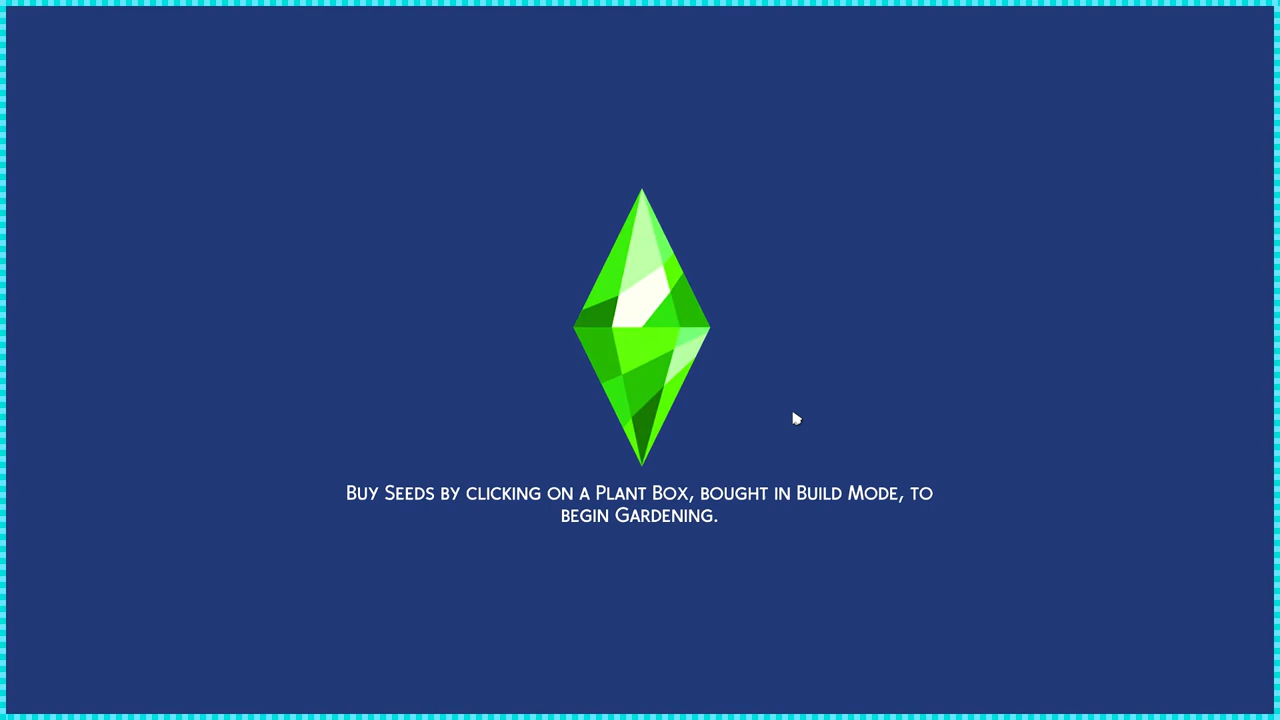 Buy Seeds by clicking on a Plant Box, bought in Build Mode, to
begin Gardening.